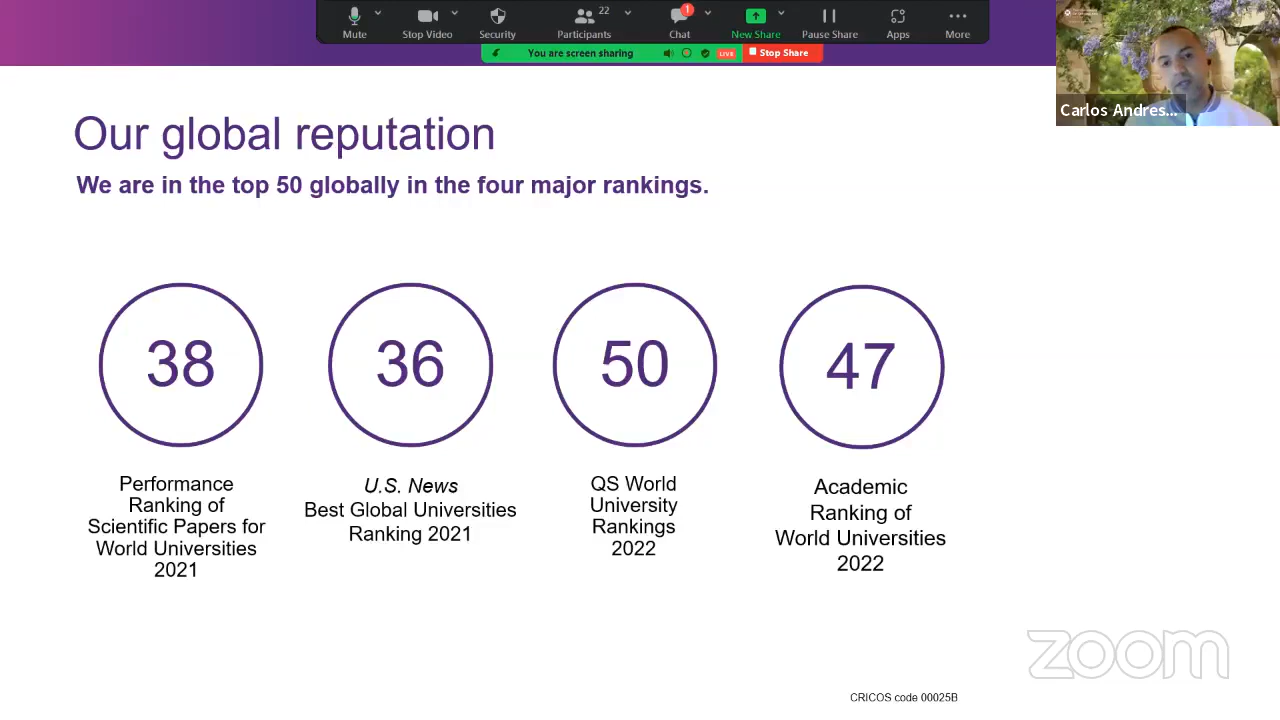 Mute
Stop Video
Security
22
Participants
1
Chat
New Share
Pause Share
Apps
More
You are screen sharing
LIVE
Stop Share
Carlos Andres...
Our global reputation
We are in the top 50 globally in the four major rankings.
38
36
50
47
Performance
Ranking of
Scientific Papers for
World Universities
2021
U.S. News
Best Global Universities
Ranking 2021
QS World
University
Rankings
2022
Academic
Ranking of
World Universities
2022
zoom
CRICOS code 00025B